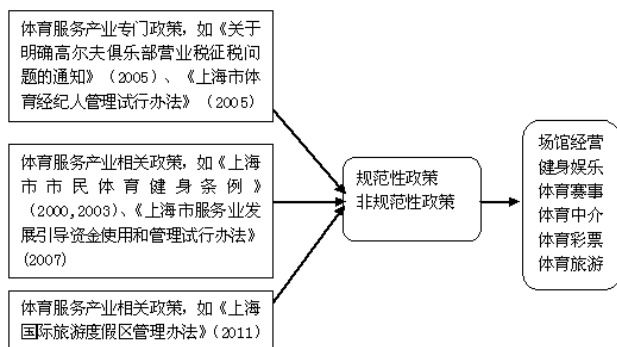 体育服务产业专门政策，如《关于
明确高尔夫俱乐部营业税征税问
题的通知》（2005）、《上海市体
育经纪人管理试行办法》（2005）
体育服务产业相关政策，如《上海
市市民体育健身条例》
（2000,2003）、《上海市服务业发
展引导资金使用和管理试行办法》
(2007)
体育服务产业相关政策，如《上海
国际旅游度假区管理办法》(2011)
规范性政策
非规范性政策
场馆经营
健身娱乐
体育赛事
体育中介
体育彩票
体育旅游